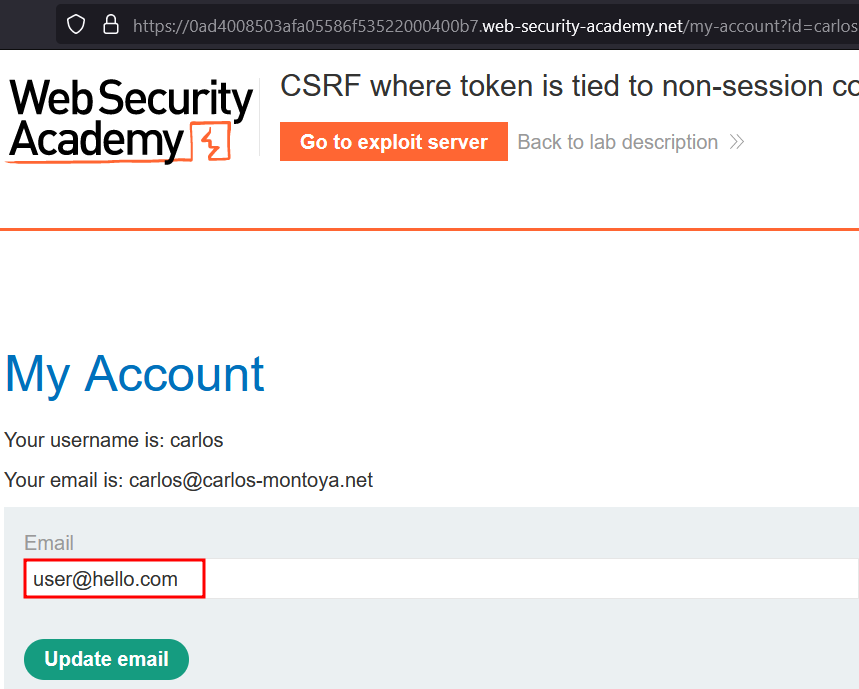 https://0ad4008503afa05586f53522000400b7.web-security-academy.net/my-account?id=carlos
Web Security
Academy
CSRF where token is tied to non-session co
Go to exploit server
Back to lab description
My Account
Your username is: carlos
Your email is: carlos@carlos-montoya.net
Email
user@hello.com
Update email